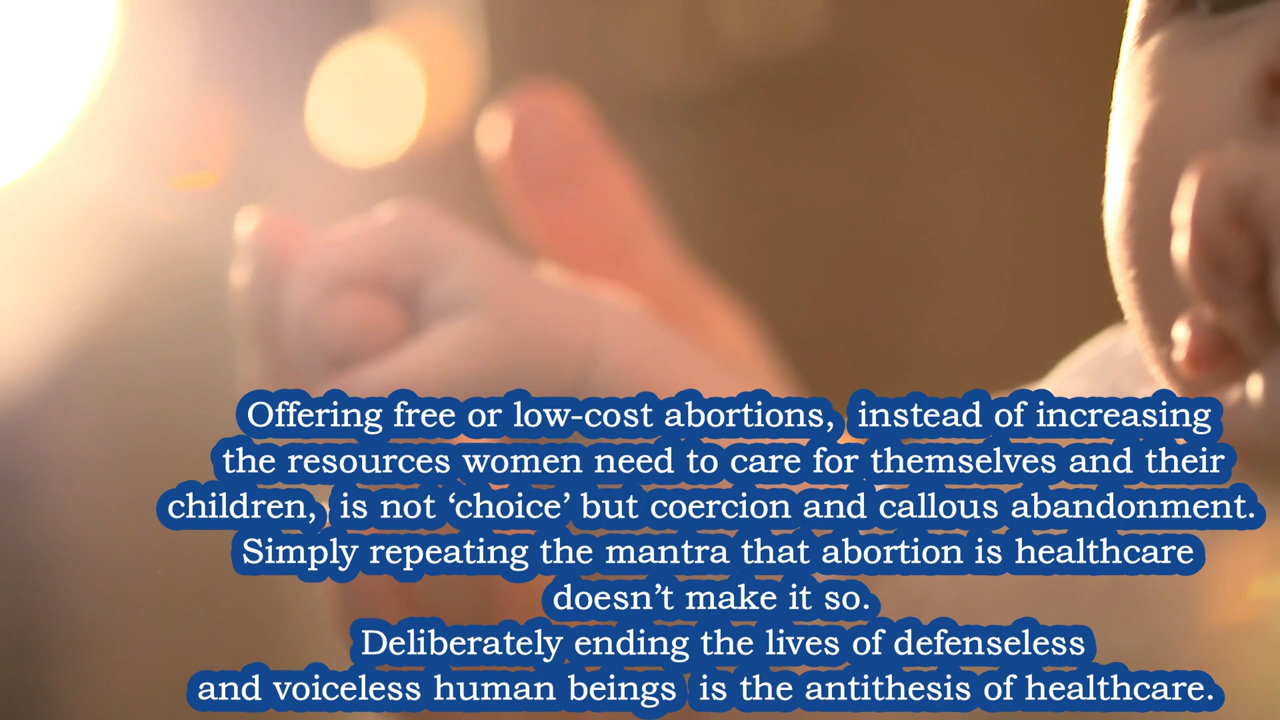 Offering free or low-cost abortions, instead of increasing
the resources women need to care for themselves and their
children, is not ‘choice’ but coercion and callous abandonment.
Simply repeating the mantra that abortion is healthcare
doesn’t make it so.
Deliberately ending the lives of defenseless
and voiceless human beings is the antithesis of healthcare.